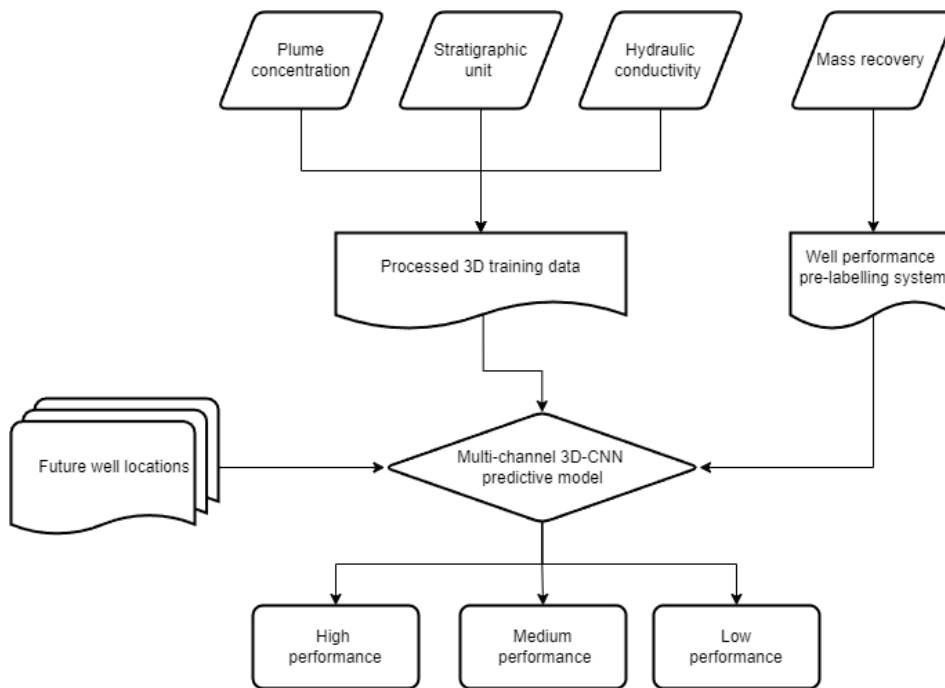 Plume
concentration
Stratigraphic
unit
Hydraulic
conductivity
Mass recovery
Processed 3D training data
Well performance
pre-labelling system
Future well locations
Multi-channel 3D-CNN
predictive model
High
performance
Medium
performance
Low
performance